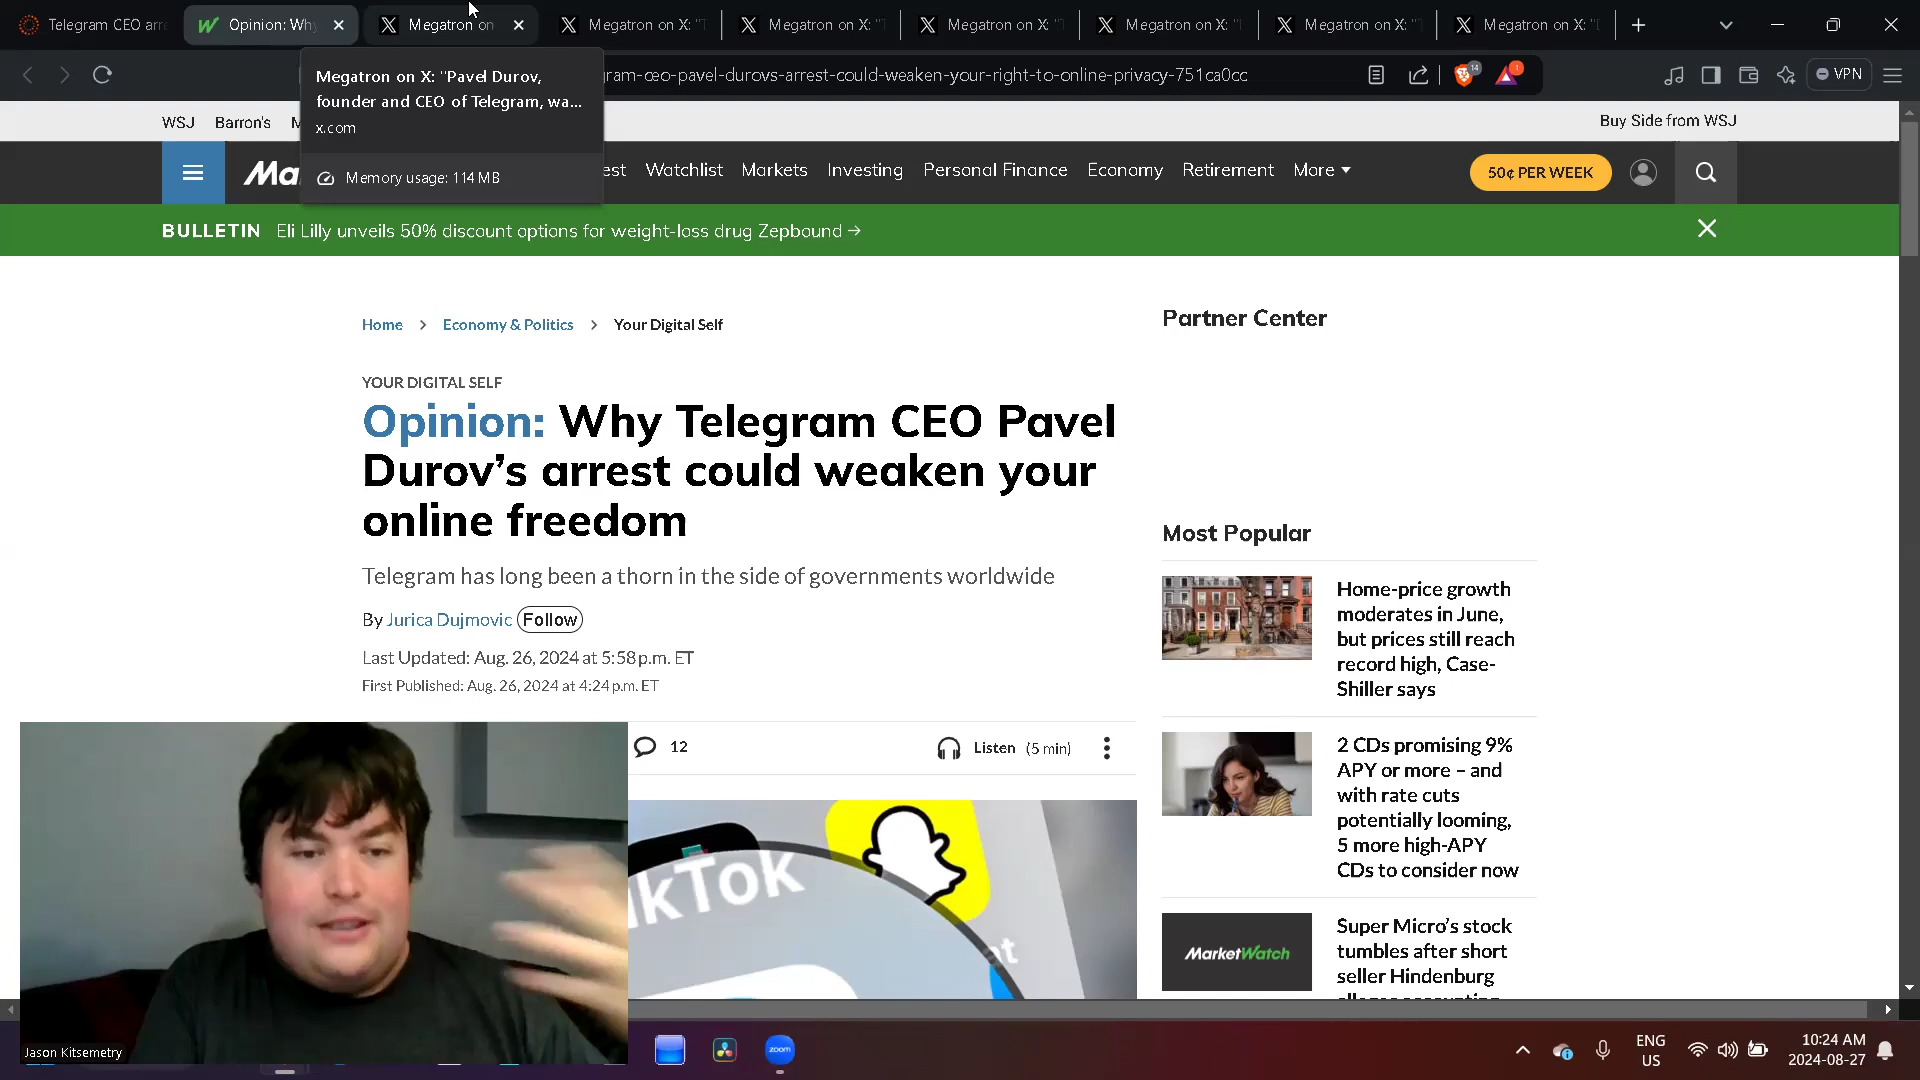 Telegram CEO arre
Opinion: Why
Megatron on
Megatron on X: "T
Megatron on X: "
Megatron on X: "T
Megatron on X: "
Megatron on X: "
Megatron on X: "
Megatron on X: "Pavel Durov,
founder and CEO of Telegram, wa...
x.com
Memory usage: 114 MB
gram-ceo-pavel-durovs-arrest-could-weaken-your-right-to-online-privacy-751ca0cc
14
1
VPN
WSJ
Barron's
M
Buy Side from WSJ
Ma
est
Watchlist
Markets
Investing
Personal Finance
Economy
Retirement
More
50¢ PER WEEK
BULLETIN Eli Lilly unveils 50% discount options for weight-loss drug Zepbound →
Home > Economy & Politics > Your Digital Self
YOUR DIGITAL SELF
Opinion: Why Telegram CEO Pavel
Durov’s arrest could weaken your
online freedom
Telegram has long been a thorn in the side of governments worldwide
By Jurica Dujmovic Follow
Last Updated: Aug. 26, 2024 at 5:58 p.m. ET
First Published: Aug. 26, 2024 at 4:24 p.m. ET
12
Listen (5 min)
kTok
at
Partner Center
Most Popular
Home-price growth
moderates in June,
but prices still reach
record high, Case-
Shiller says
2 CDs promising 9%
APY or more – and
with rate cuts
potentially looming,
5 more high-APY
CDs to consider now
MarketWatch
Super Micro’s stock
tumbles after short
seller Hindenburg
Jason Kitsemetry
zoom
ENG
US
10:24 AM
2024-08-27